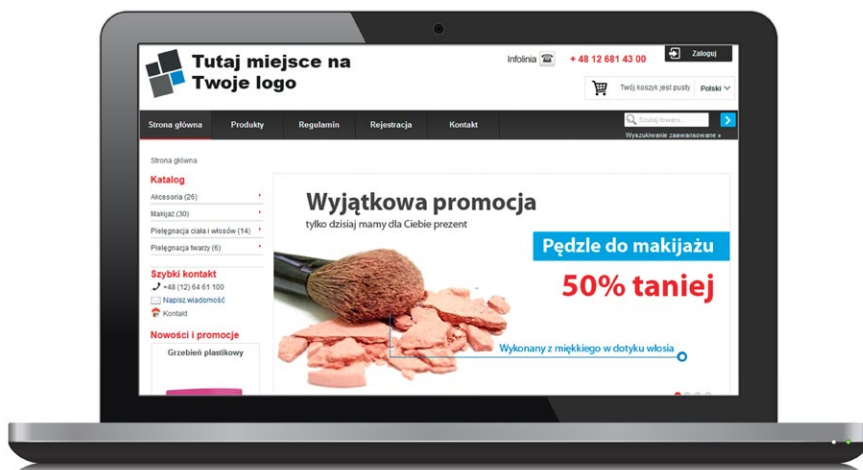 Tutaj miejsce na
Twoje logo
Infolinia
+ 48 12 681 43 00
Zaloguj
Twój koszyk jest pusty
Polski
Strona główna
Produkty
Regulamin
Rejestracja
Kontakt
Szukaj towaru...
Wyszukiwanie zaawansowane »
Strona główna
Katalog
Akcesoria (26)
Makijaż (30)
Pielęgnacja ciała i włosów (14)
Pielęgnacja twarzy (6)
Szybki kontakt
+48 (12) 64 61 100
Napisz wiadomość
Kontakt
Nowości i promocje
Grzebień plastikowy
Wyjątkowa promocja
tylko dzisiaj mamy dla Ciebie prezent
Pędzle do makijażu
50% taniej
Wykonany z miękkiego w dotyku włosia